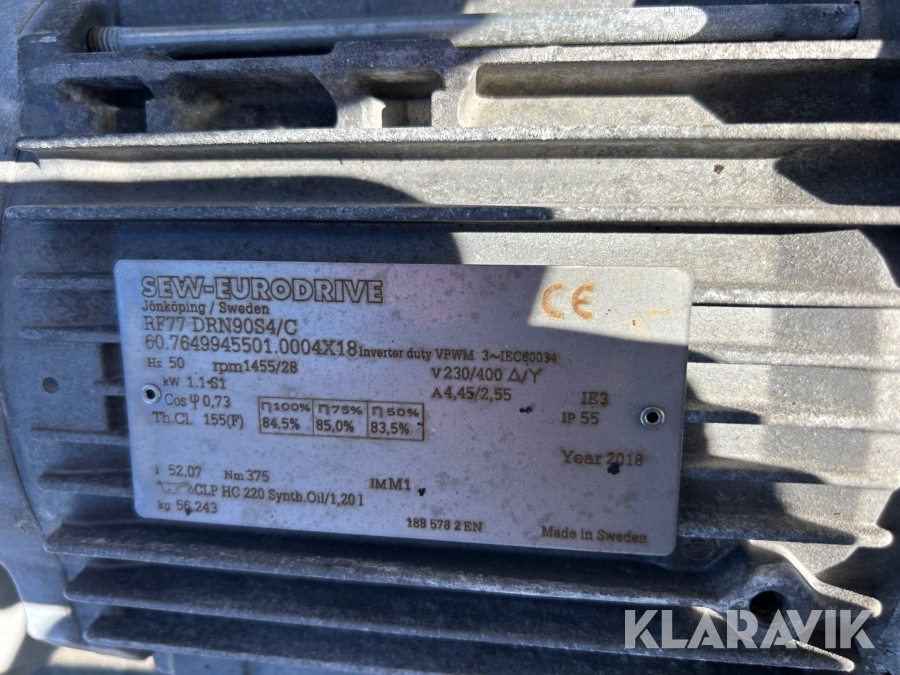 SEW-EURODRIVE
CE
Jönköping / Sweden
RF77 DRN90S4/C
60.7649945501.0004X18 Inverter duty VPWM 3~IEC60034
Hz 50 rpm 1455/28 V 230/400 Δ/Y
kW 1.1 S1 A 4,45/2,55 IE3
Cos φ 0,73 IP 55
Th.Cl. 155(F)
η100% η75% η50%
84,5% 85,0% 83,5%
Year 2018
i 52,07 Nm 375 IM M1
CLP HC 220 Synth.Oil/1,20 l
kg 56.243
188 578 2 EN Made in Sweden
KLARAVIK